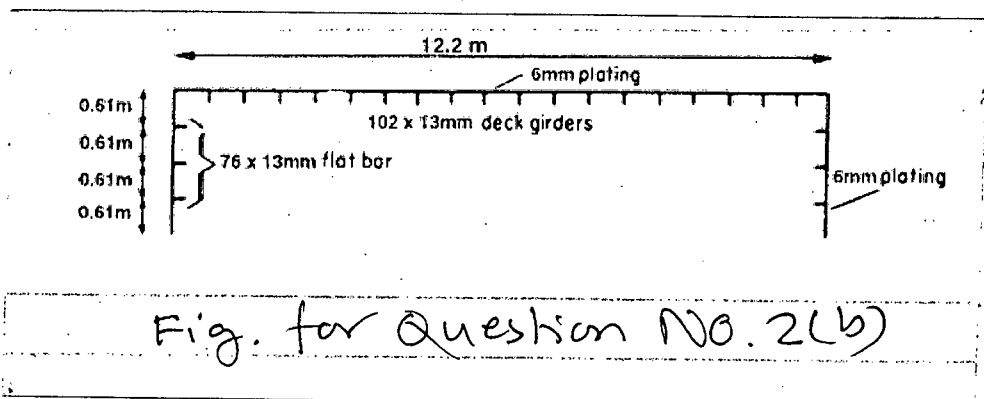 12.2 m
6mm plating
0.61m
102 x 13mm deck girders
0.61m
76 x 13mm flat bar
0.61m
6mm plating
0.61m
Fig. for Question NO. 2(b)